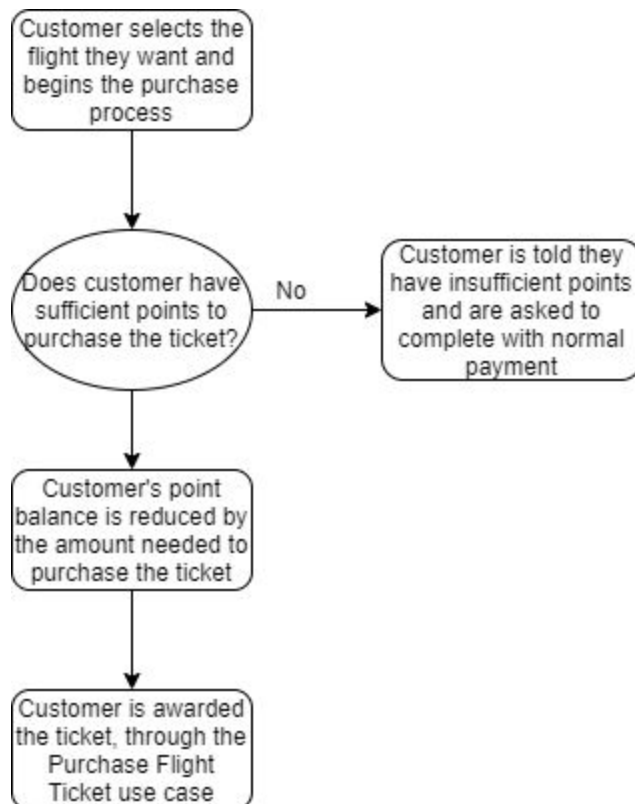 Customer selects the
flight they want and
begins the purchase
process
Does customer have
sufficient points to
purchase the ticket?
No
Customer is told they
have insufficient points
and are asked to
complete with normal
payment
Customer's point
balance is reduced by
the amount needed to
purchase the ticket
Customer is awarded
the ticket, through the
Purchase Flight
Ticket use case